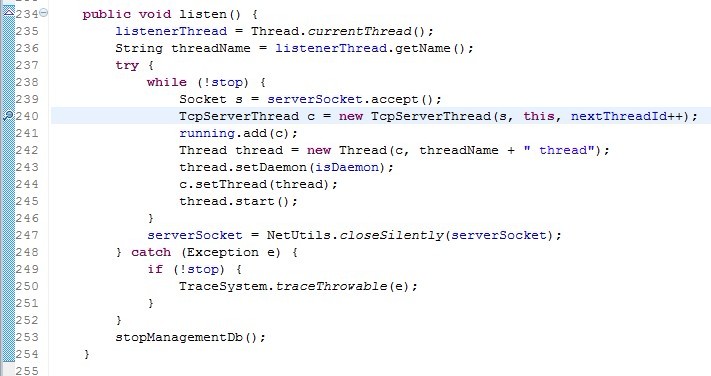 234    public void listen() {
235        listenerThread = Thread.currentThread();
236        String threadName = listenerThread.getName();
237        try {
238            while (!stop) {
239                Socket s = serverSocket.accept();
240                TcpServerThread c = new TcpServerThread(s, this, nextThreadId++);
241                running.add(c);
242                Thread thread = new Thread(c, threadName + " thread");
243                thread.setDaemon(isDaemon);
244                c.setThread(thread);
245                thread.start();
246            }
247            serverSocket = NetUtils.closeSilently(serverSocket);
248        } catch (Exception e) {
249            if (!stop) {
250                TraceSystem.traceThrowable(e);
251            }
252        }
253        stopManagementDb();
254    }
255